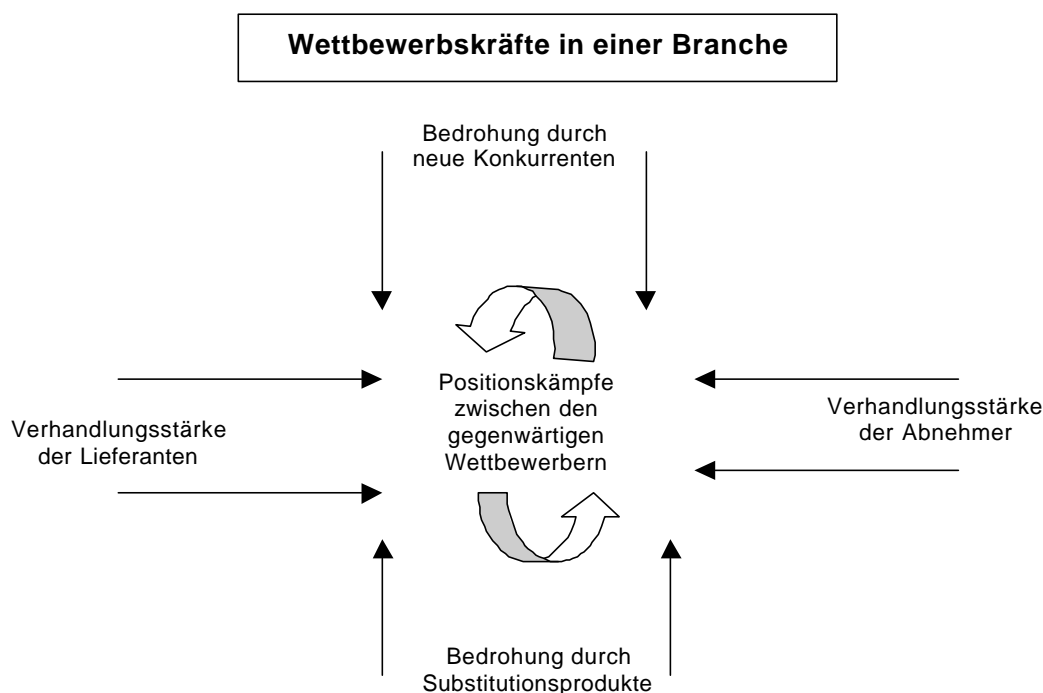 Wettbewerbskräfte in einer Branche
Bedrohung durch
neue Konkurrenten
Verhandlungsstärke
der Lieferanten
Positionskämpfe
zwischen den
gegenwärtigen
Wettbewerbern
Verhandlungsstärke
der Abnehmer
Bedrohung durch
Substitutionsprodukte